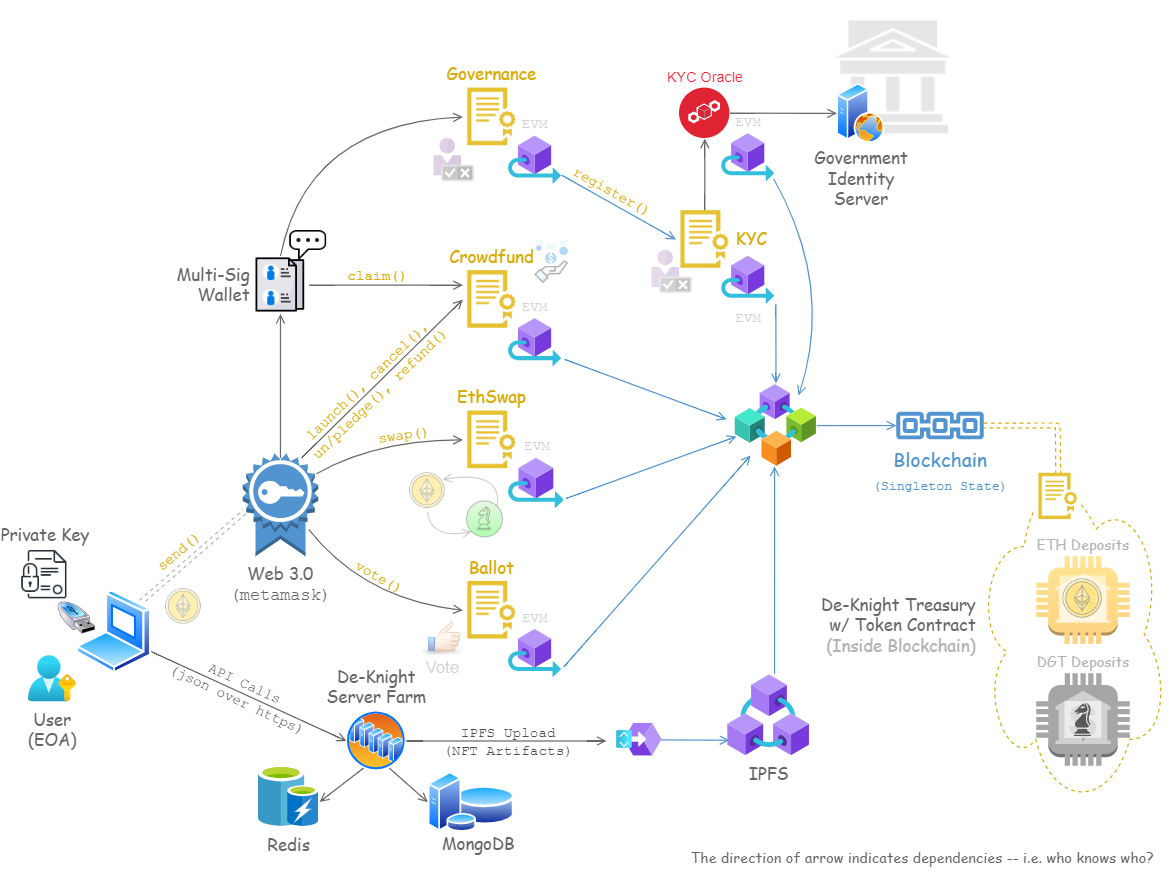 Governance
EVM
register()
KYC Oracle
EVM
Government
Identity
Server
KYC
EVM
Multi-Sig
Wallet
claim()
Crowdfund
EVM
launch(), cancel(),
un/pledge(), refund()
EthSwap
swap()
EVM
Blockchain
(Singleton State)
Private Key
send()
Web 3.0
(metamask)
vote()
Ballot
EVM
Vote
ETH Deposits
De-Knight Treasury
w/ Token Contract
(Inside Blockchain)
DGT Deposits
User
(EOA)
API Calls
(json over https)
De-Knight
Server Farm
IPFS Upload
(NFT Artifacts)
IPFS
Redis
MongoDB
The direction of arrow indicates dependencies -- i.e. who knows who?